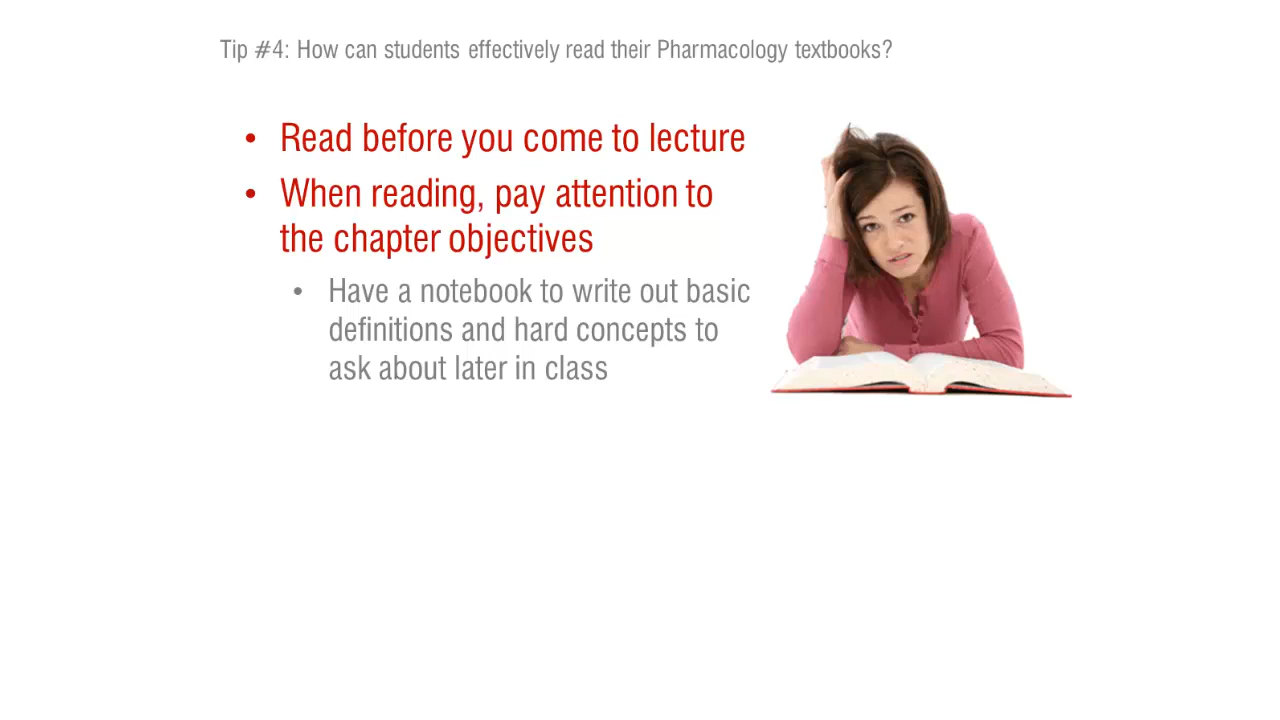 Tip #4: How can students effectively read their Pharmacology textbooks?
• Read before you come to lecture
• When reading, pay attention to
the chapter objectives
• Have a notebook to write out basic
definitions and hard concepts to
ask about later in class